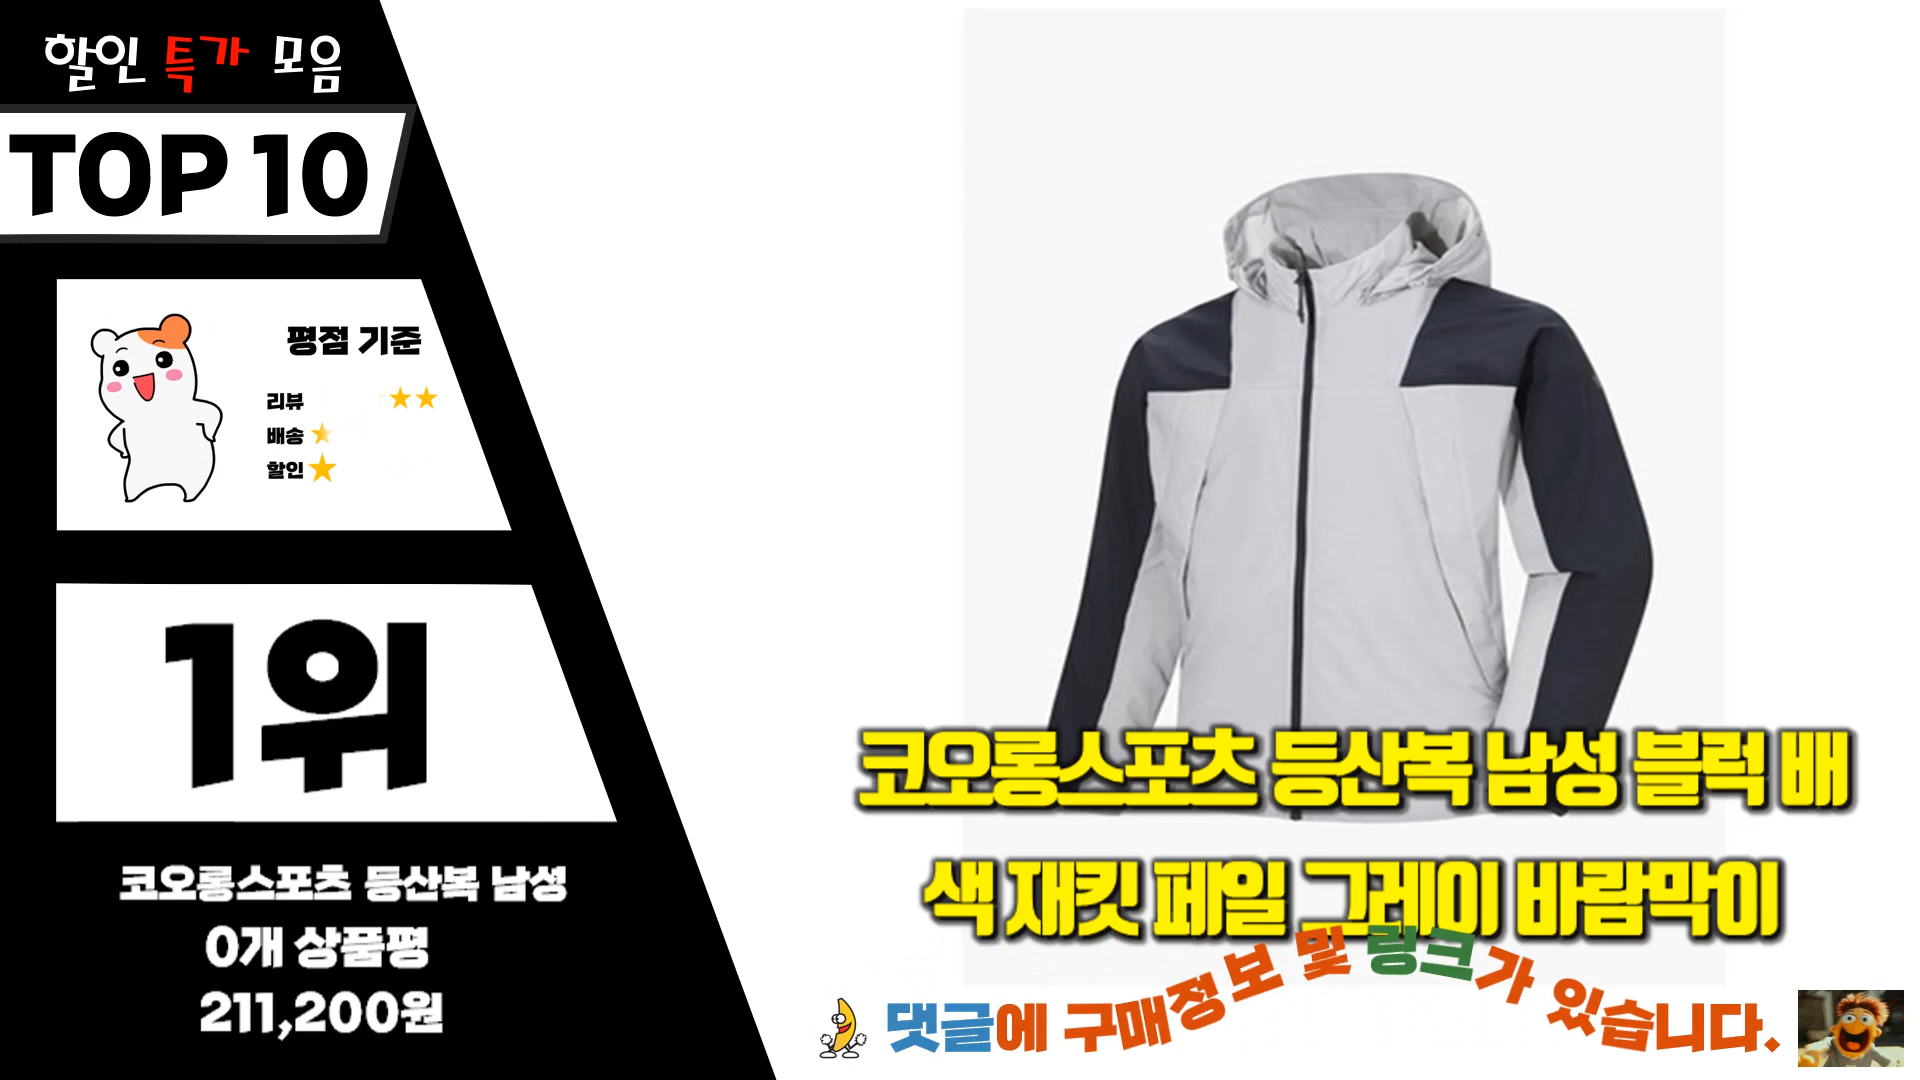 할인 특가 모음
TOP 10
평점 기준
리뷰
배송
할인
1위
코오롱스포츠 등산복 남성
0개 상품평
211,200원
코오롱스포츠 등산복 남성 블럭 배
색 재킷 페일 그레이 바람막이
댓글에 구매정보 및 링크가 있습니다.